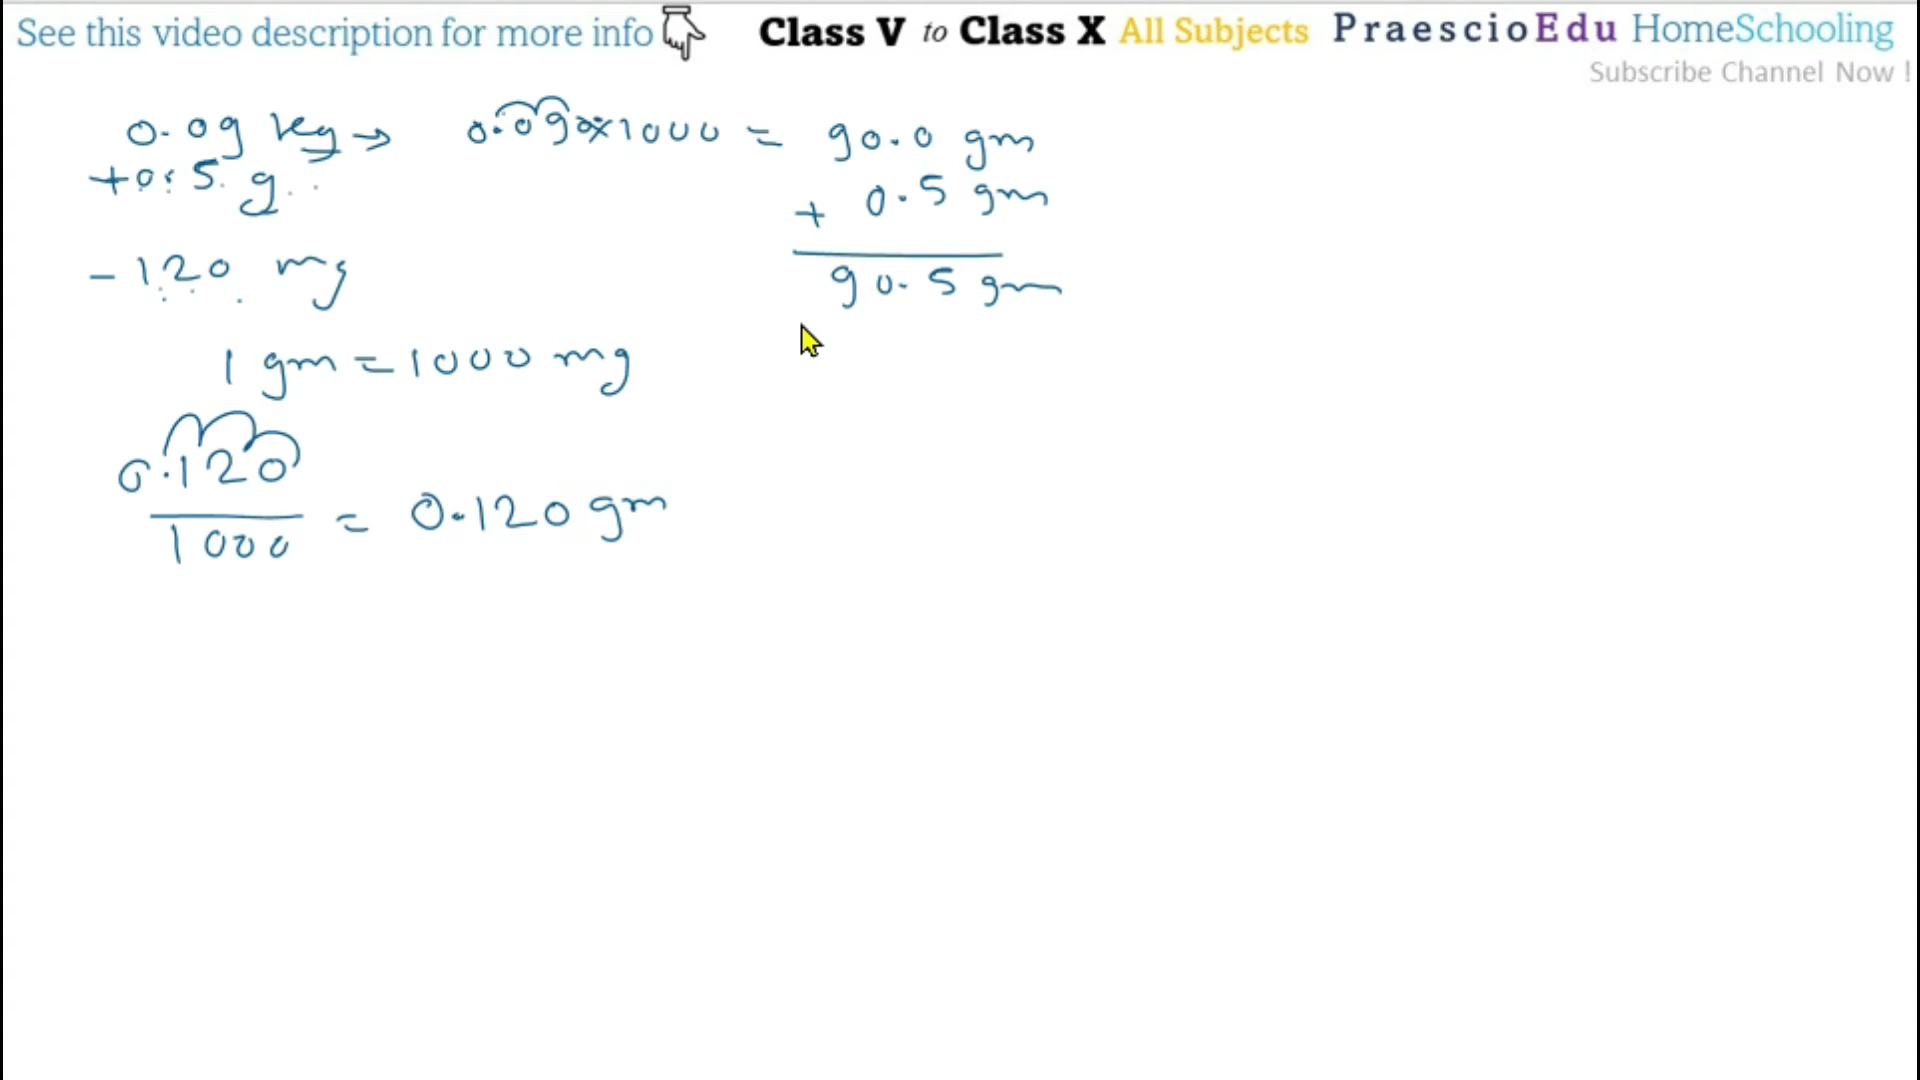 See this video description for more info Class V to Class X All Subjects PraescioEdu HomeSchooling
Subscribe Channel Now !
0.09 kg → 0.090×1000 = 90.0 gm
+0.5 g + 0.5 gm
-120 mg 90.5 gm
1 gm = 1000 mg
0.120
1000 = 0.120 gm